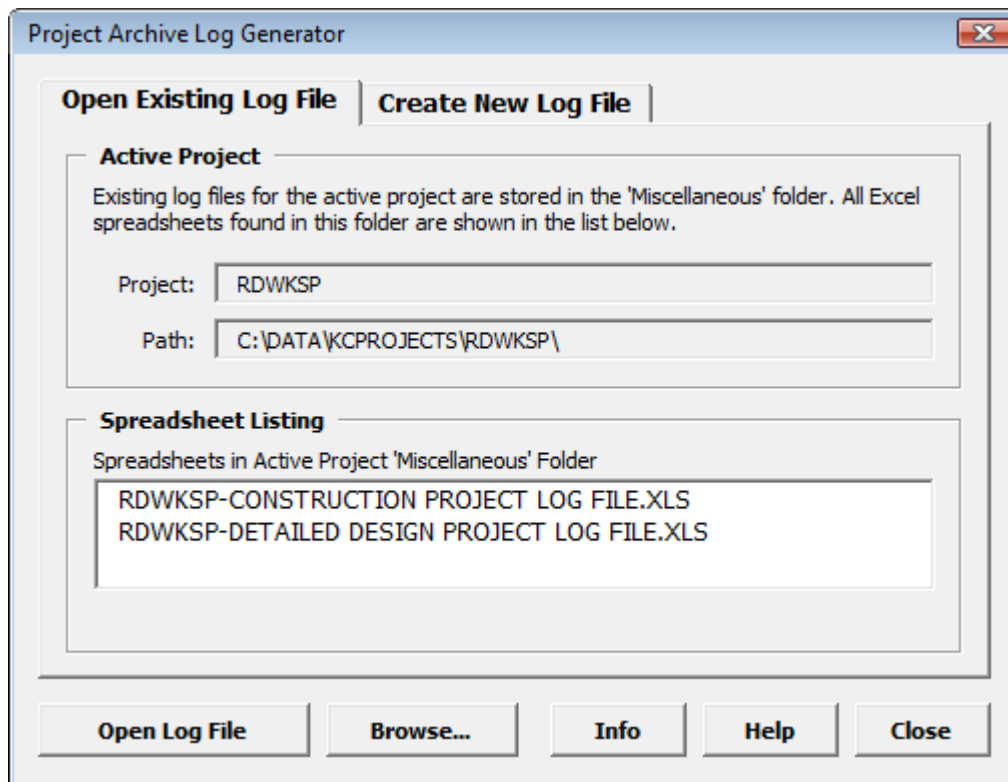 Project Archive Log Generator
Open Existing Log File
Create New Log File
Active Project
Existing log files for the active project are stored in the 'Miscellaneous' folder. All Excel
spreadsheets found in this folder are shown in the list below.
Project: RDWKSP
Path: C:\DATA\KCPROJECTS\RDWKSP\
Spreadsheet Listing
Spreadsheets in Active Project 'Miscellaneous' Folder
RDWKSP-CONSTRUCTION PROJECT LOG FILE.XLS
RDWKSP-DETAILED DESIGN PROJECT LOG FILE.XLS
Open Log File
Browse...
Info
Help
Close